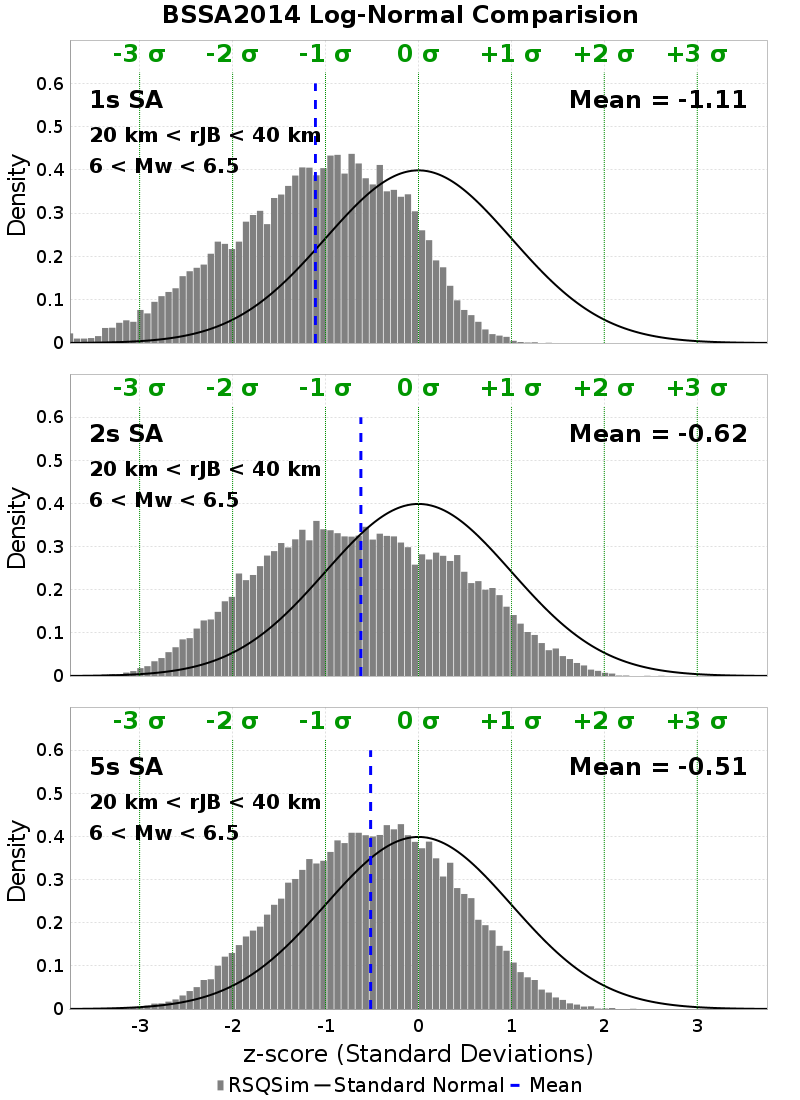 BSSA2014 Log-Normal Comparision
-3 σ -2 σ -1 σ 0 σ +1 σ +2 σ +3 σ
1s SA
Mean = -1.11
20 km < rJB < 40 km
6 < Mw < 6.5
Density
0.6
0.5
0.4
0.3
0.2
0.1
0
-3 σ -2 σ -1 σ 0 σ +1 σ +2 σ +3 σ
2s SA
Mean = -0.62
20 km < rJB < 40 km
6 < Mw < 6.5
Density
0.6
0.5
0.4
0.3
0.2
0.1
0
-3 σ -2 σ -1 σ 0 σ +1 σ +2 σ +3 σ
5s SA
Mean = -0.51
20 km < rJB < 40 km
6 < Mw < 6.5
Density
0.6
0.5
0.4
0.3
0.2
0.1
0
-3 -2 -1 0 1 2 3
z-score (Standard Deviations)
RSQSim Standard Normal Mean